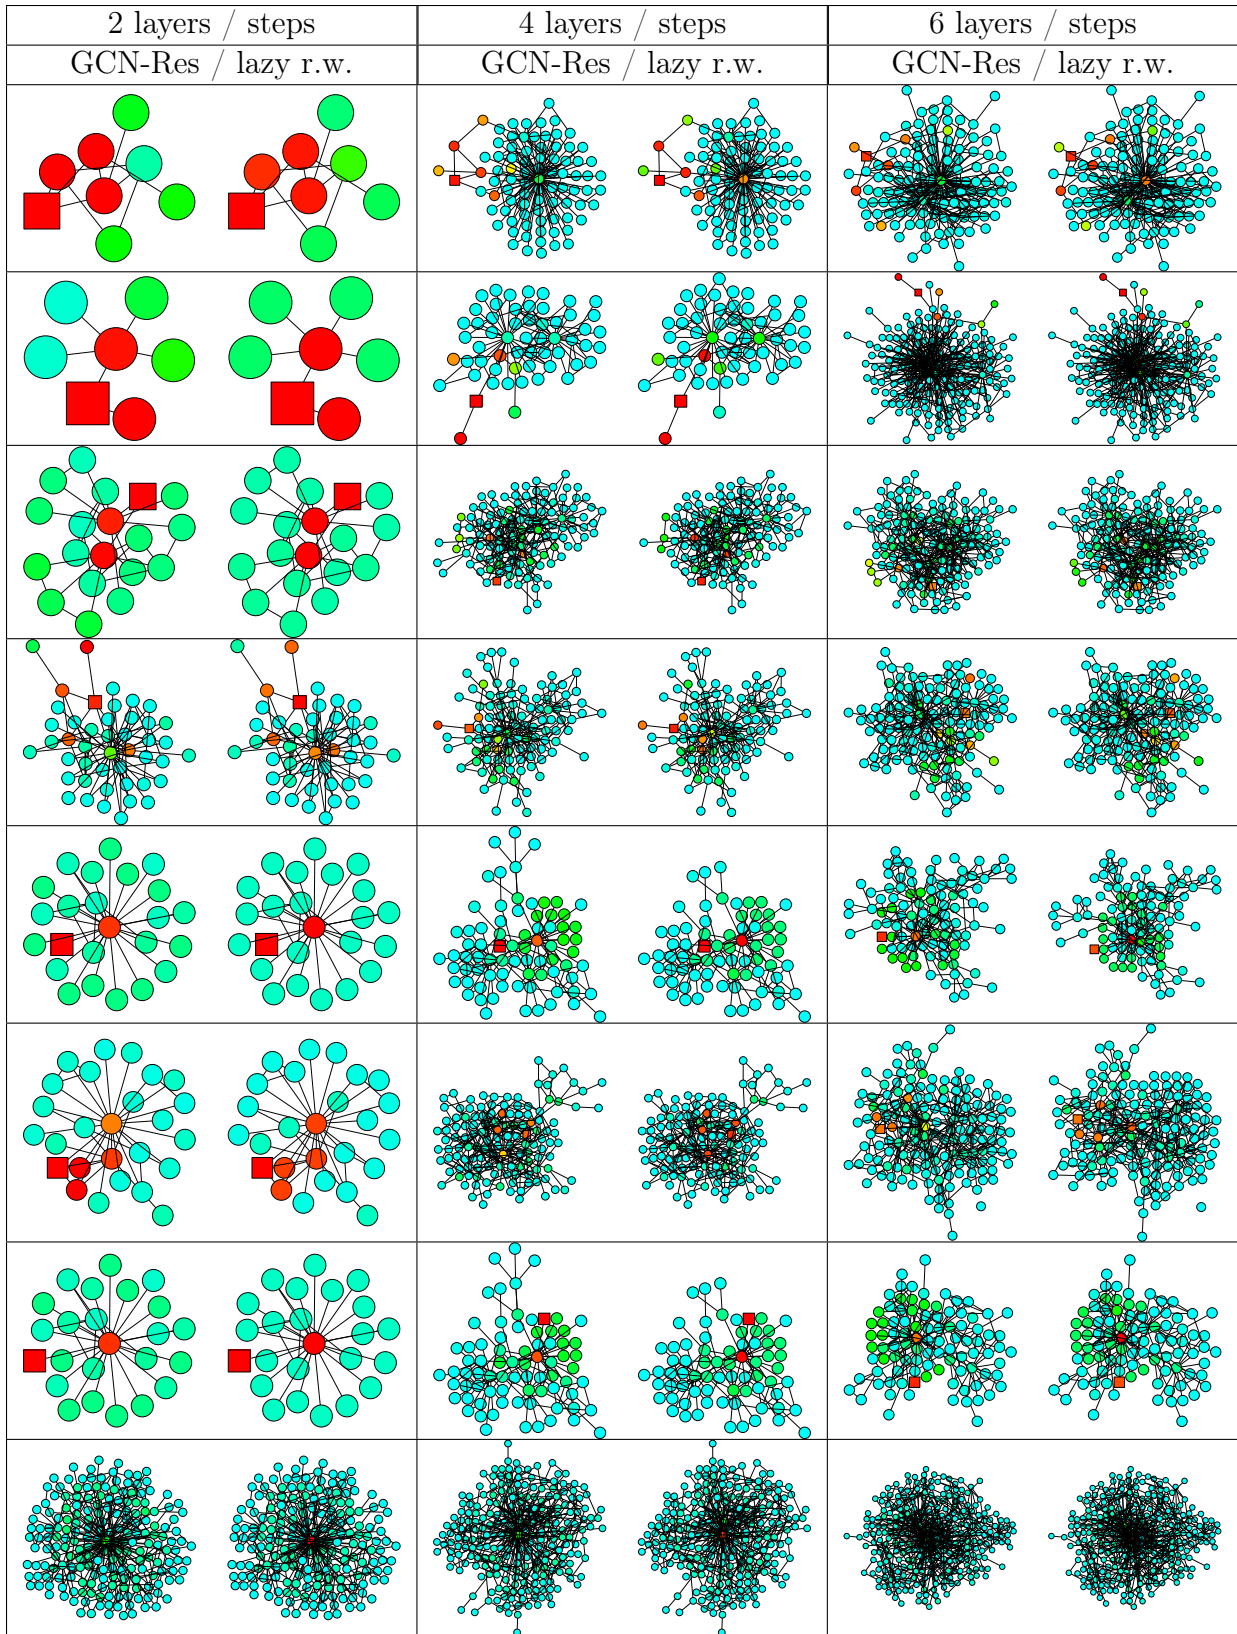 2 layers / steps
4 layers / steps
6 layers / steps
GCN-Res / lazy r.w.
GCN-Res / lazy r.w.
GCN-Res / lazy r.w.